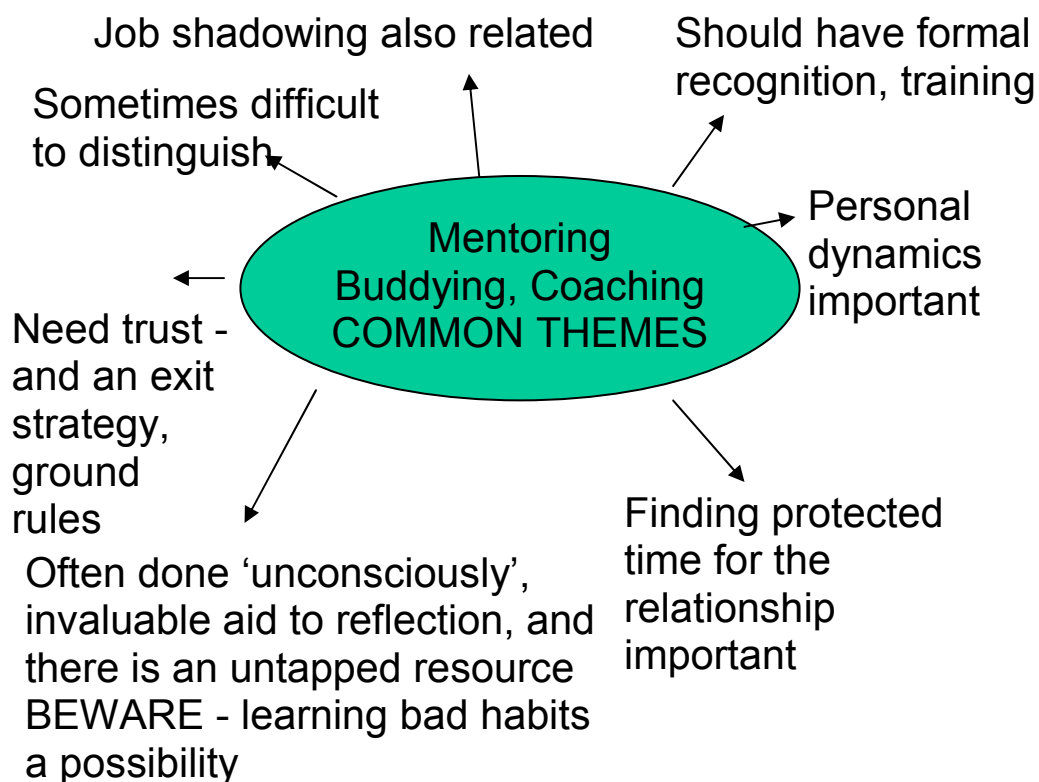 Job shadowing also related
Should have formal
recognition, training
Sometimes difficult
to distinguish
Mentoring
Buddying, Coaching
COMMON THEMES
Personal
dynamics
important
Need trust -
and an exit
strategy,
ground
rules
Finding protected
time for the
relationship
important
Often done ‘unconsciously’,
invaluable aid to reflection, and
there is an untapped resource
BEWARE - learning bad habits
a possibility